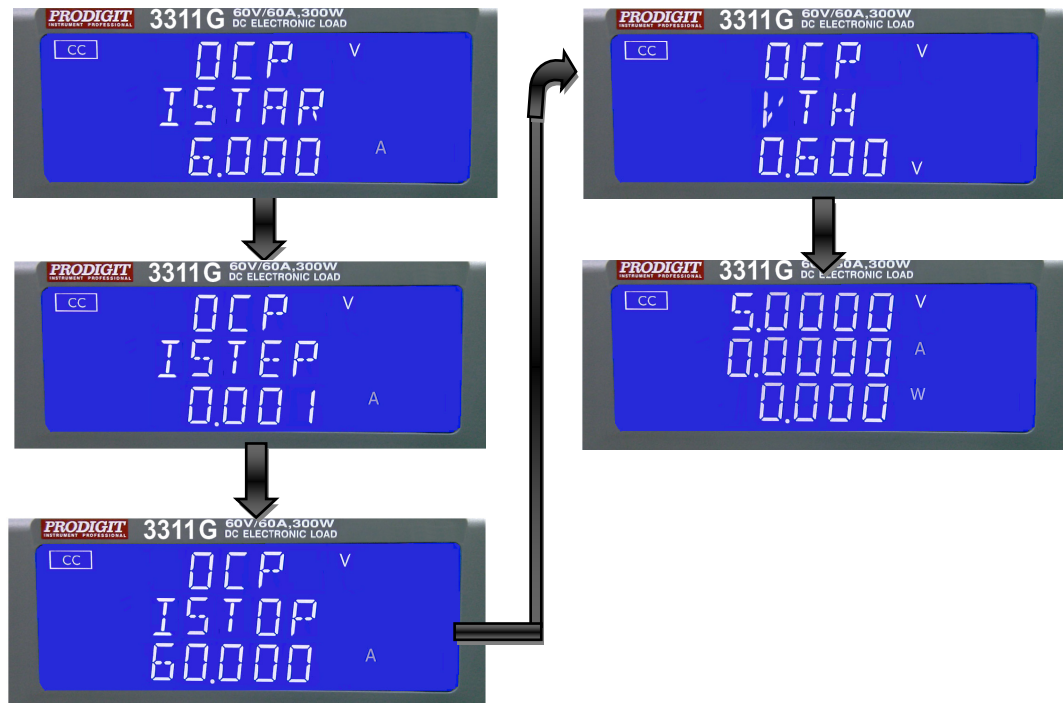 PRODIGIT
INSTRUMENT PROFESSIONAL
3311G
60V/60A,300W
DC ELECTRONIC LOAD
CC
OCP
V
ISTAR
6.000
A
PRODIGIT
INSTRUMENT PROFESSIONAL
3311G
60V/60A,300W
DC ELECTRONIC LOAD
CC
OCP
V
ISTEP
0.001
A
PRODIGIT
INSTRUMENT PROFESSIONAL
3311G
60V/60A,300W
DC ELECTRONIC LOAD
CC
OCP
V
ISTOP
60.000
A
PRODIGIT
INSTRUMENT PROFESSIONAL
3311G
60V/60A,300W
DC ELECTRONIC LOAD
CC
OCP
V
VTH
0.600
V
PRODIGIT
INSTRUMENT PROFESSIONAL
3311G
60A,300W
DC ELECTRONIC LOAD
CC
5.0000
V
0.0000
A
0.000
W